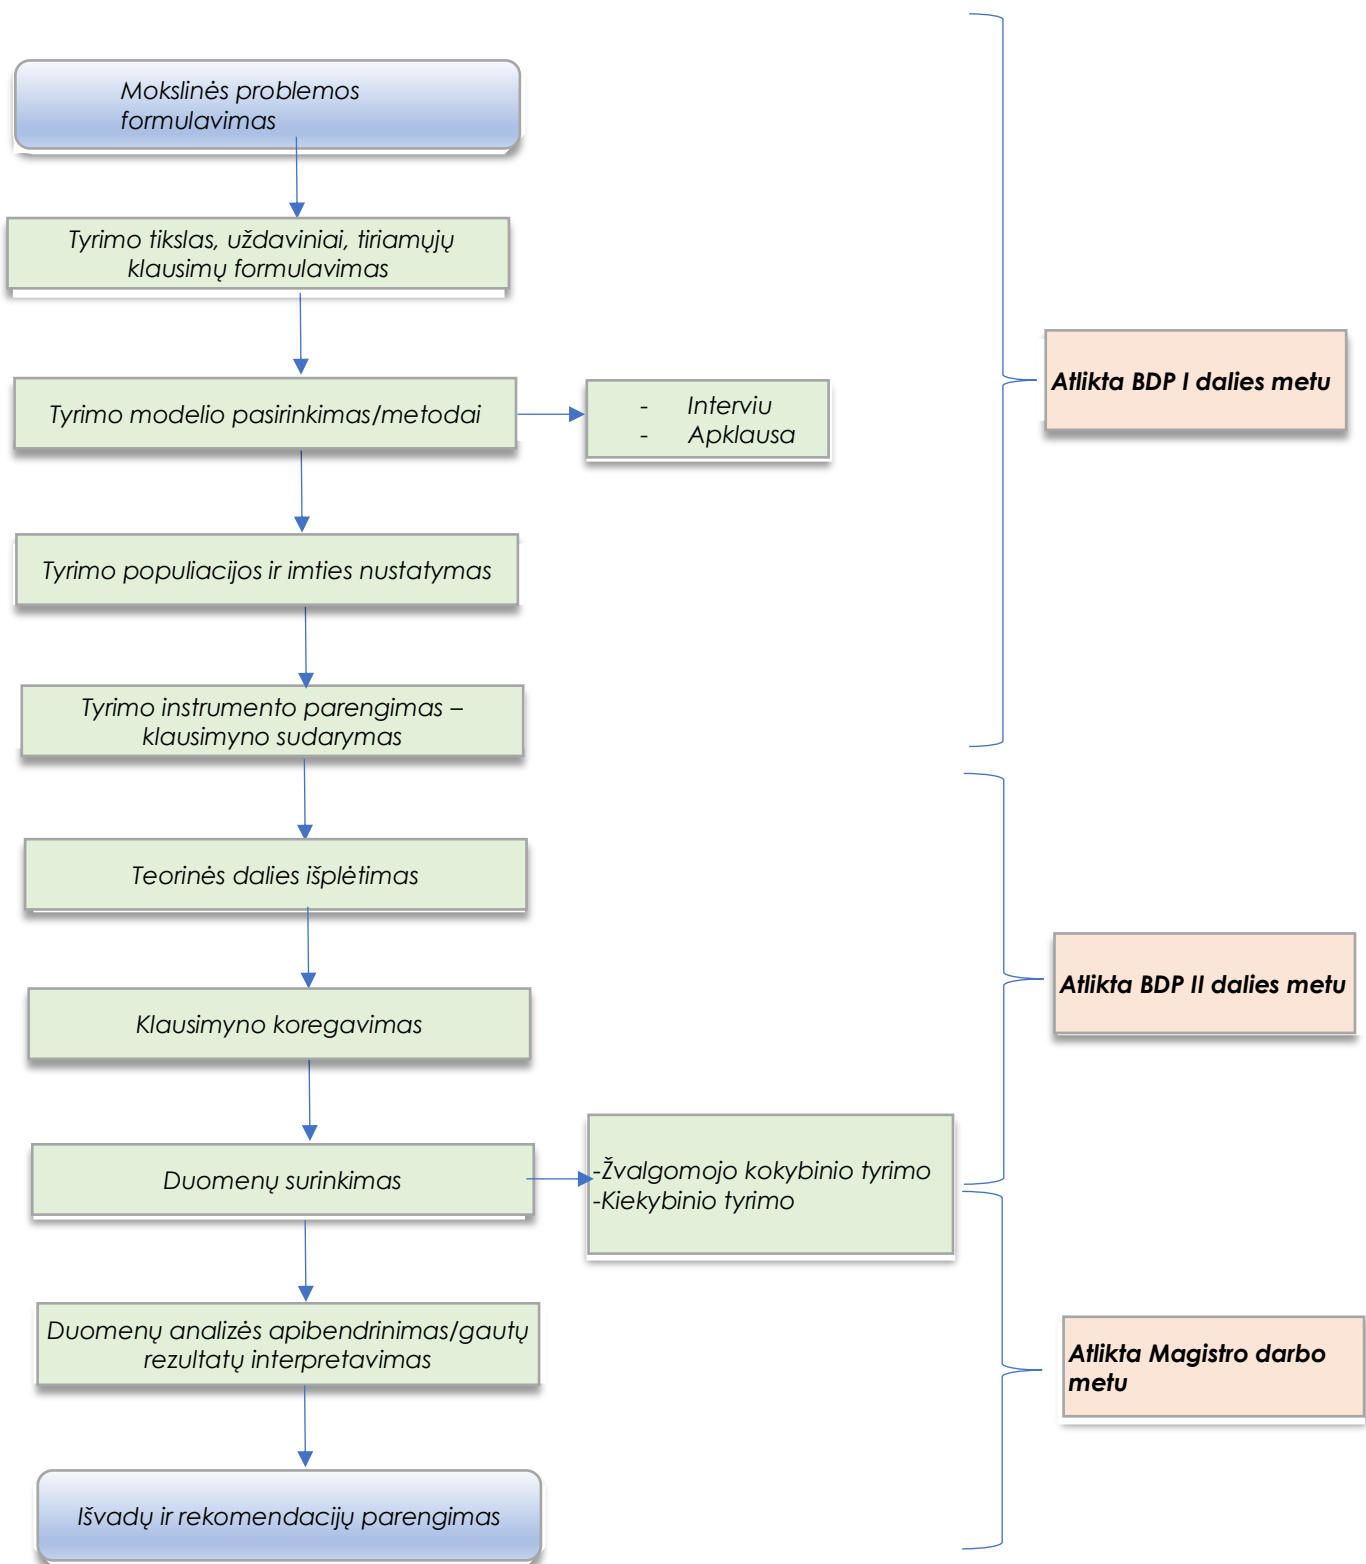 Mokslinės problemos
formulavimas
Tyrimo tikslas, uždaviniai, tiriamųjų
klausimų formulavimas
Atlikta BDP I dalies metu
Tyrimo modelio pasirinkimas/metodai
- Interviu
- Apklausa
Tyrimo populiacijos ir imties nustatymas
Tyrimo instrumento parengimas –
klausimyno sudarymas
Teorinės dalies išplėtimas
Atlikta BDP II dalies metu
Klausimyno koregavimas
Duomenų surinkimas
-Žvalgomojo kokybinio tyrimo
-Kiekybinio tyrimo
Duomenų analizės apibendrinimas/gautų
rezultatų interpretavimas
Atlikta Magistro darbo
metu
Išvadų ir rekomendacijų parengimas